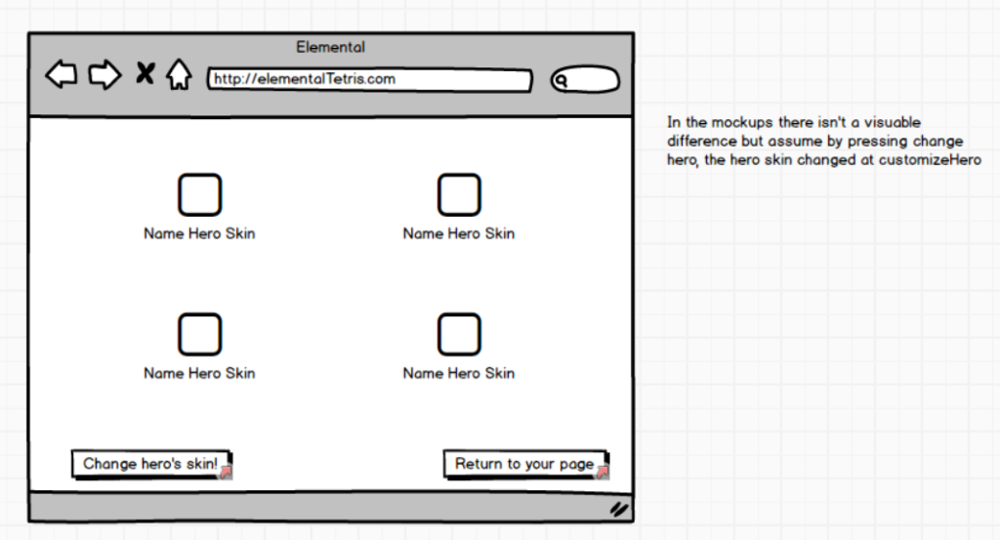 Elemental
http://elementalTetris.com
In the mockups there isn't a visuable
difference but assume by pressing change
hero, the hero skin changed at customizeHero
Name Hero Skin
Name Hero Skin
Name Hero Skin
Name Hero Skin
Change hero's skin!
Return to your page